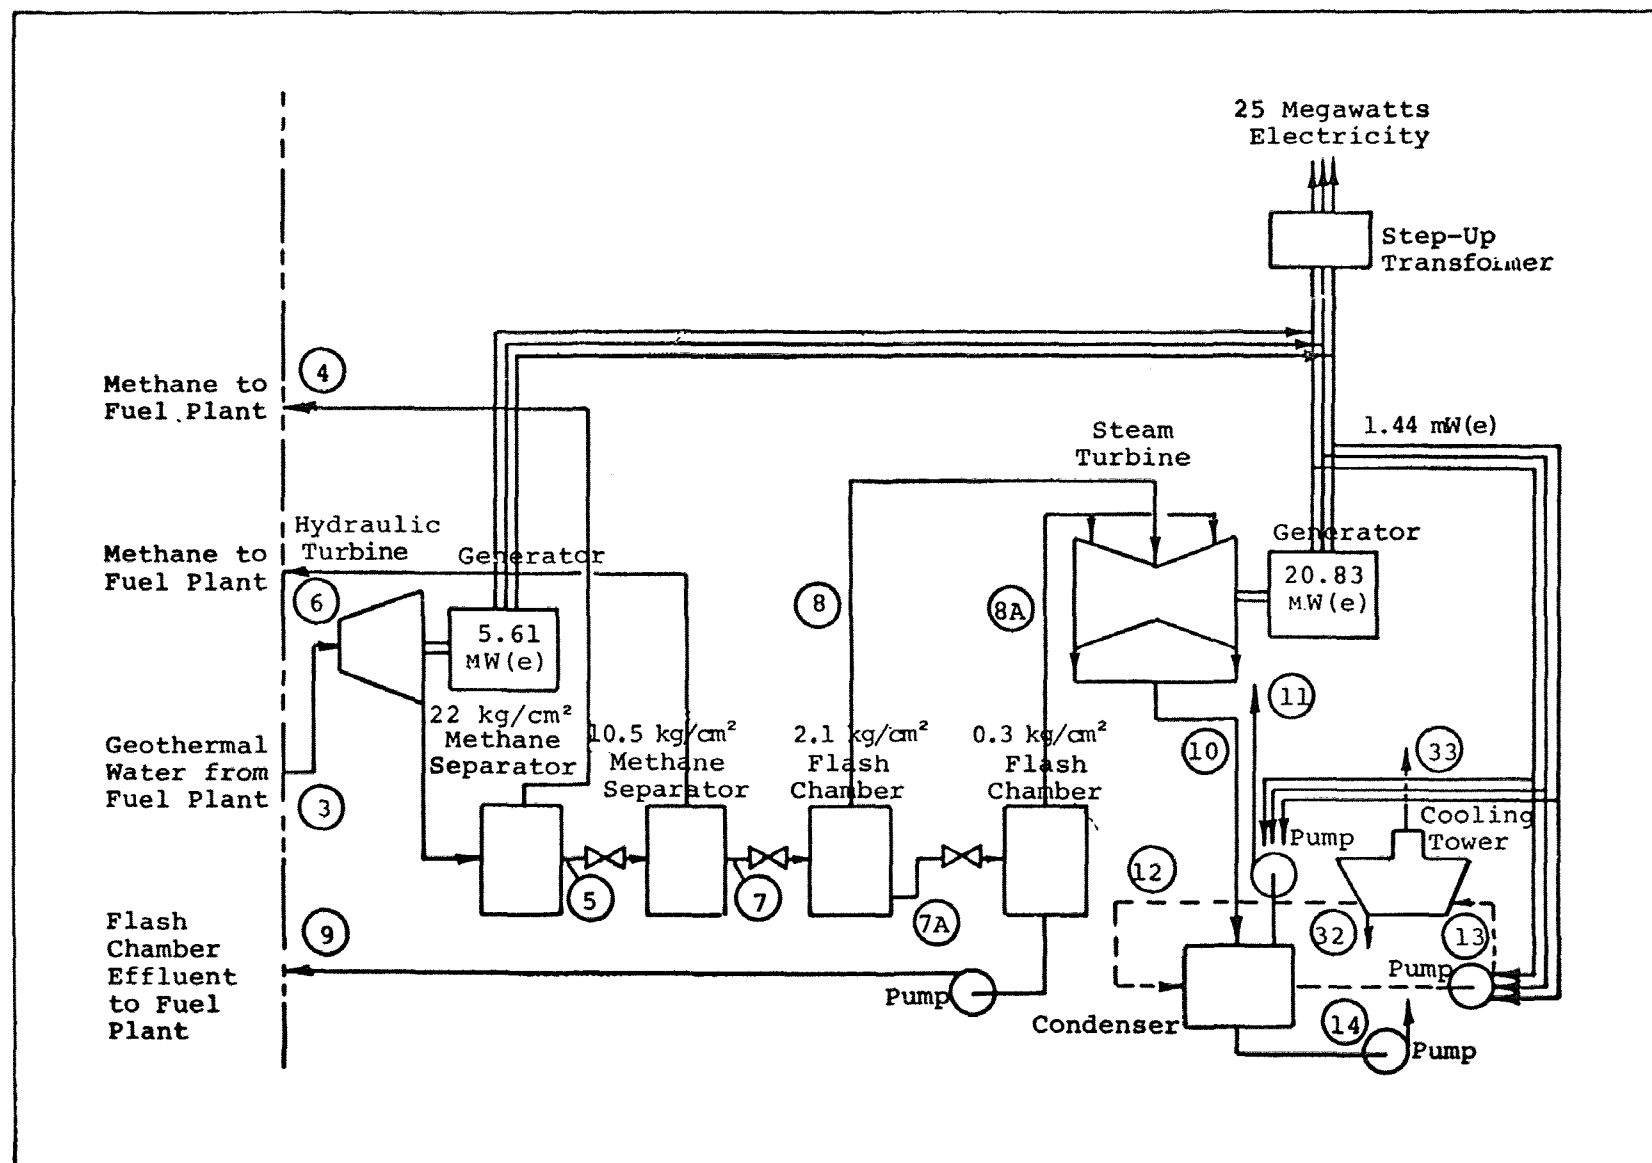 25 Megawatts
Electricity
Step-Up
Transformer
4
Methane to
Fuel Plant
1.44 mW(e)
Steam
Turbine
Hydraulic
Turbine
Generator
Methane to
Fuel Plant
Generator
20.83
MW(e)
6
8
8A
5.61
MW(e)
11
22 kg/cm²
Methane
Separator
10.5 kg/cm²
Methane
Separator
2.1 kg/cm²
Flash
Chamber
0.3 kg/cm²
Flash
Chamber
10
33
Geothermal
Water from
Fuel Plant
3
Cooling
Tower
Pump
12
5
7
7A
32
13
Flash
Chamber
Effluent
to Fuel
Plant
9
Pump
Pump
Condenser
14
Pump